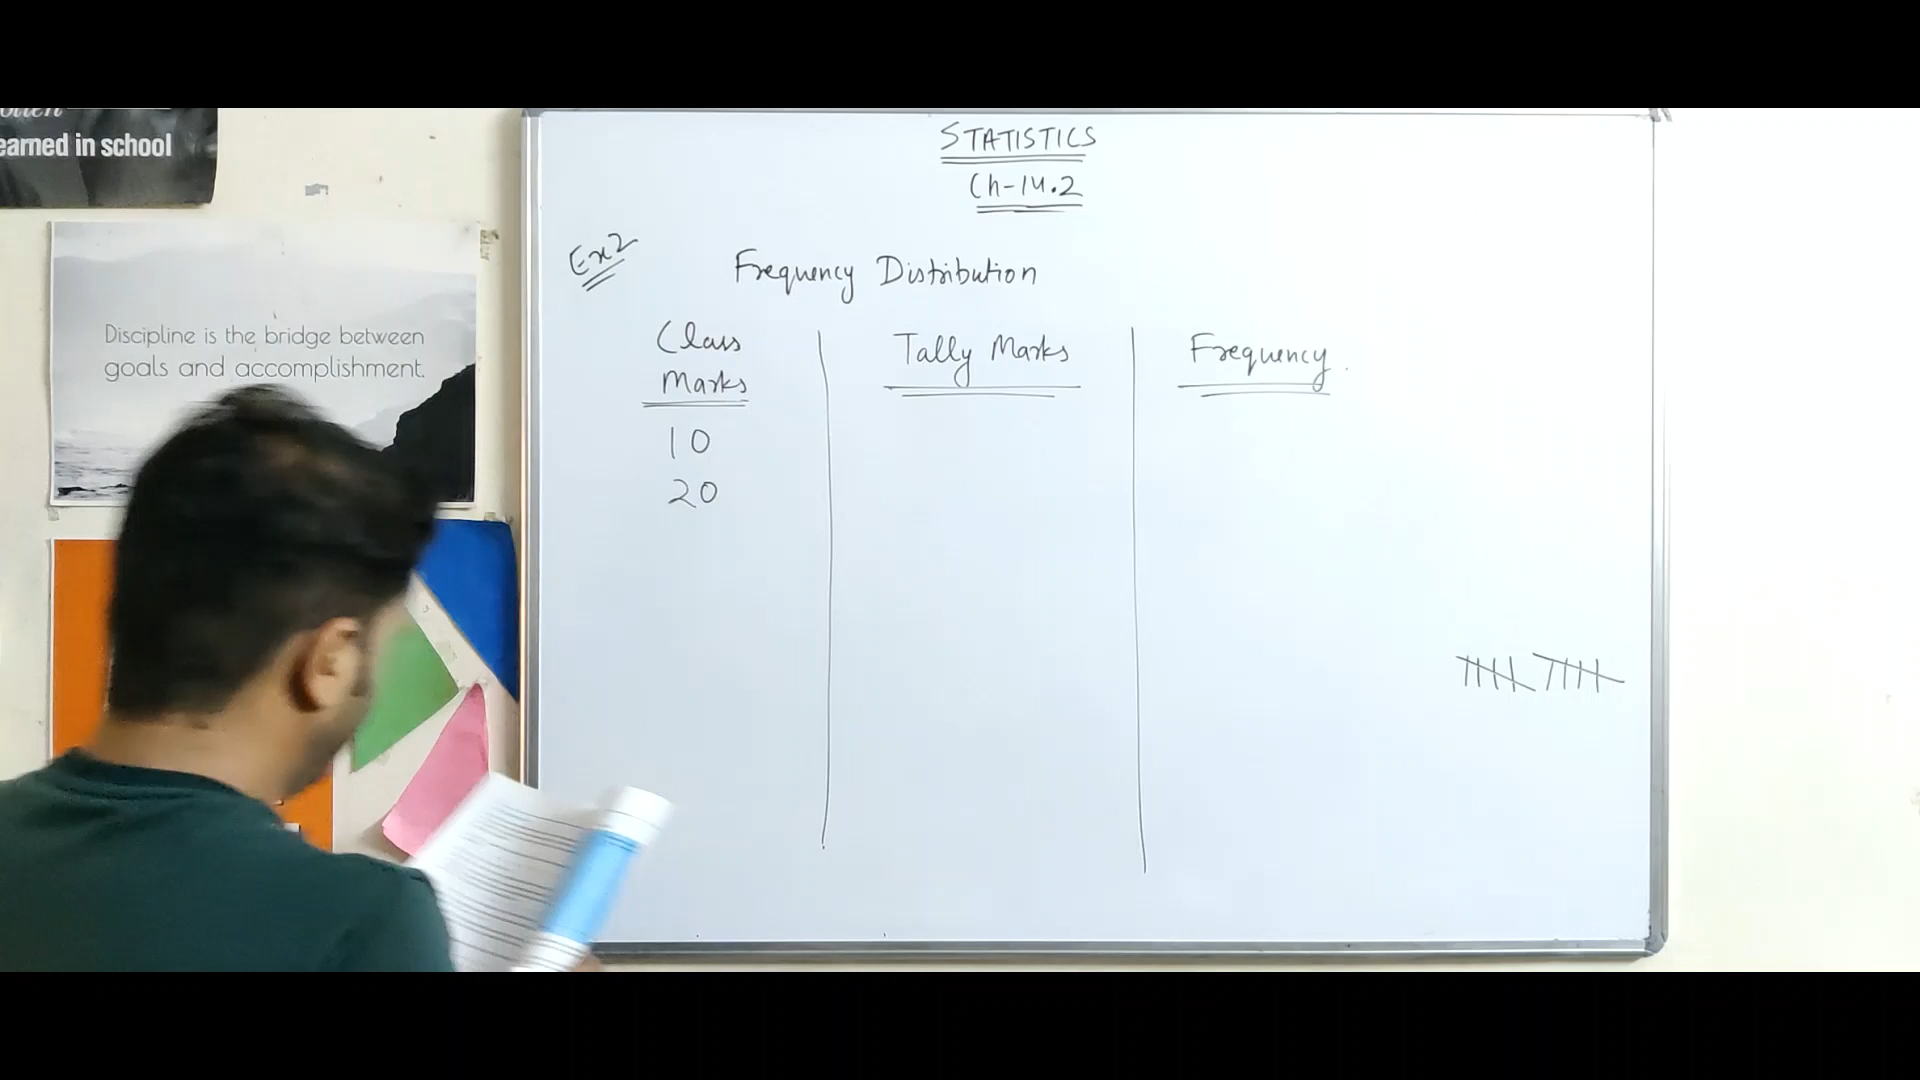 earned in school
Discipline is the bridge between
goals and accomplishment.
STATISTICS
Ch-14.2
Ex2
Frequency Distribution
Class Marks
Tally Marks
Frequency
10
20